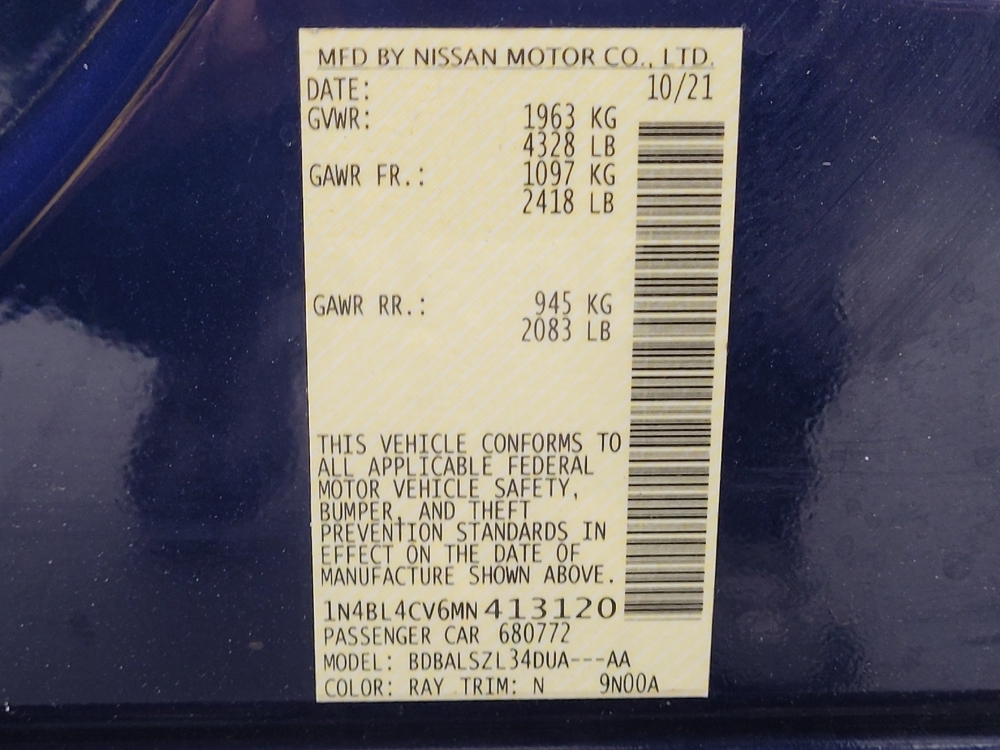 MFD BY NISSAN MOTOR CO., LTD.
DATE: 10/21
GVWR: 1963 KG
4328 LB
GAWR FR.: 1097 KG
2418 LB
GAWR RR.: 945 KG
2083 LB
THIS VEHICLE CONFORMS TO
ALL APPLICABLE FEDERAL
MOTOR VEHICLE SAFETY,
BUMPER, AND THEFT
PREVENTION STANDARDS IN
EFFECT ON THE DATE OF
MANUFACTURE SHOWN ABOVE.
1N4BL4CV6MN413120
PASSENGER CAR 680772
MODEL: BDBALSZL34DUA---AA
COLOR: RAY TRIM: N 9N00A